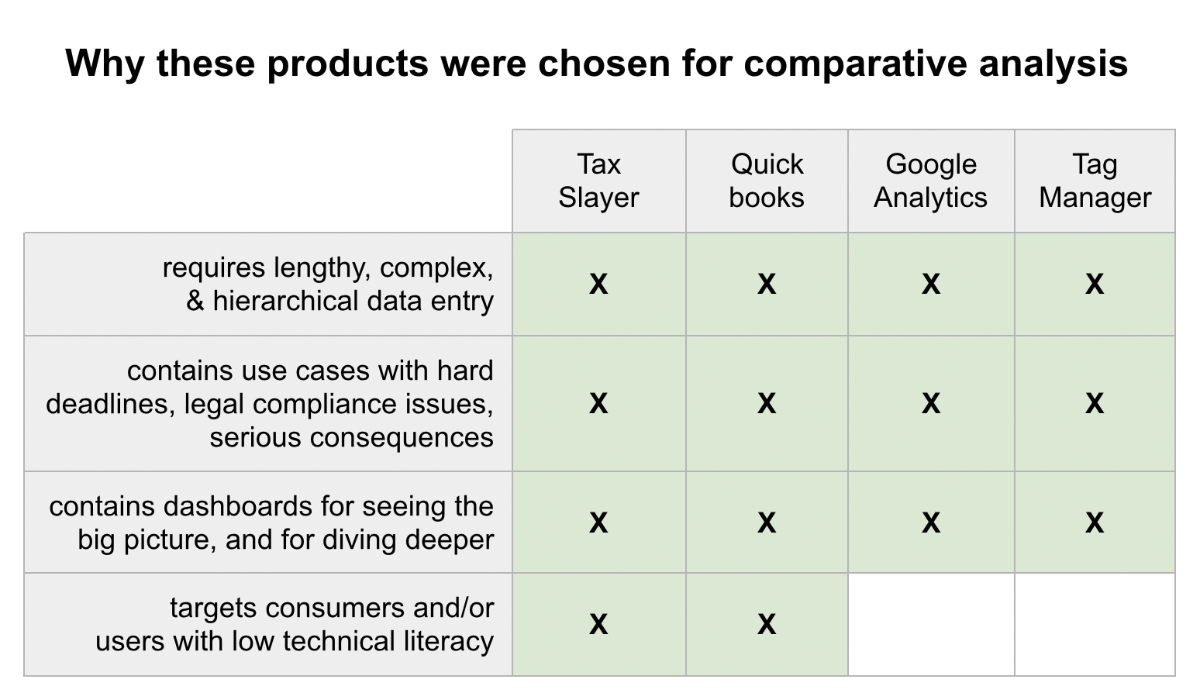 Why these products were chosen for comparative analysis
Tax
Slayer
Quick
books
Google
Analytics
Tag
Manager
requires lengthy, complex,
& hierarchical data entry
X X X X
contains use cases with hard
deadlines, legal compliance issues,
serious consequences
X X X X
contains dashboards for seeing the
big picture, and for diving deeper
X X X X
targets consumers and/or
users with low technical literacy
X X